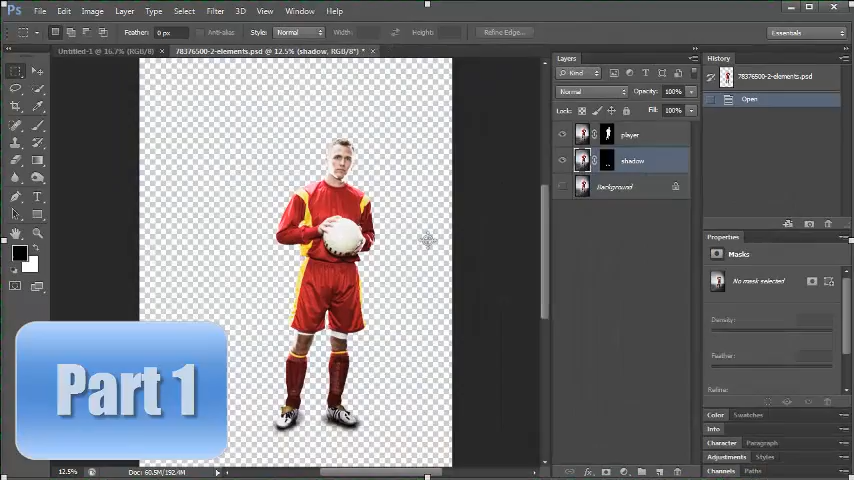 Ps File Edit Image Layer Type Select Filter 3D View Window Help
Feather: 0 px Anti-alias Style: Normal Width: Height: Refine Edge... Essentials
Untitled-1 @ 16.7% (RGB/8) × 78376500-2-elements.psd @ 12.5% (shadow, RGB/8*) * ×
Layers
Kind
Normal Opacity: 100%
Lock: Fill: 100%
player
shadow
Background
History
78376500-2-elements.psd
Open
Properties
Masks
No mask selected
Density:
Feather:
Refine:
Color Swatches
Info
Character Paragraph
Adjustments Styles
Channels Paths
Part 1
12.5% Doc: 60.5M/192.4M
fx